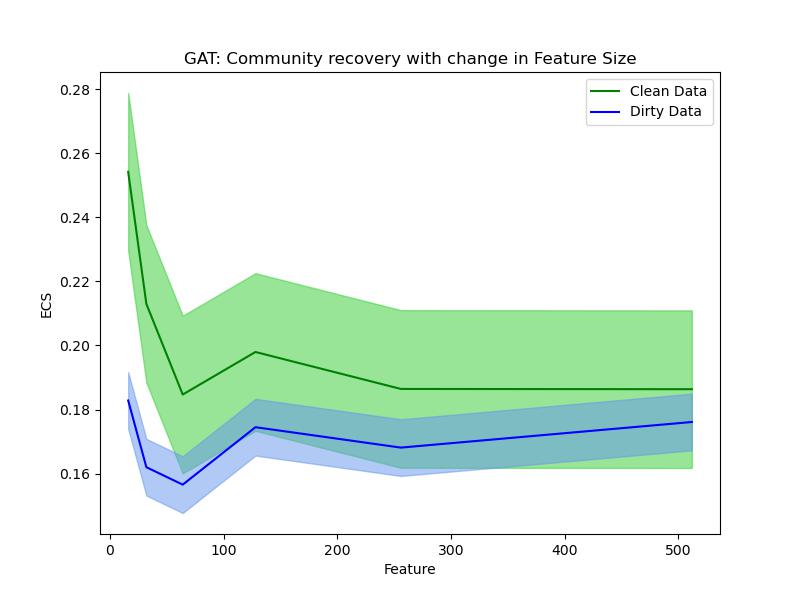 GAT: Community recovery with change in Feature Size
Clean Data
Dirty Data
0.28
0.26
0.24
0.22
0.20
0.18
0.16
ECS
0 100 200 300 400 500
Feature